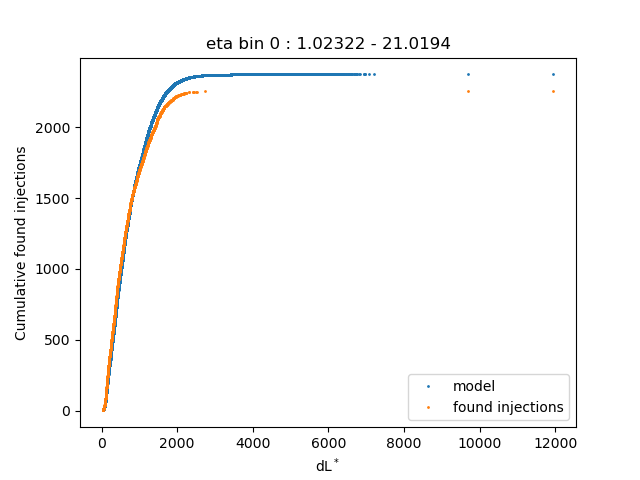 eta bin 0 : 1.02322 - 21.0194
Cumulative found injections
2000
1500
1000
500
0
0 2000 4000 6000 8000 10000 12000
dL*
model
found injections